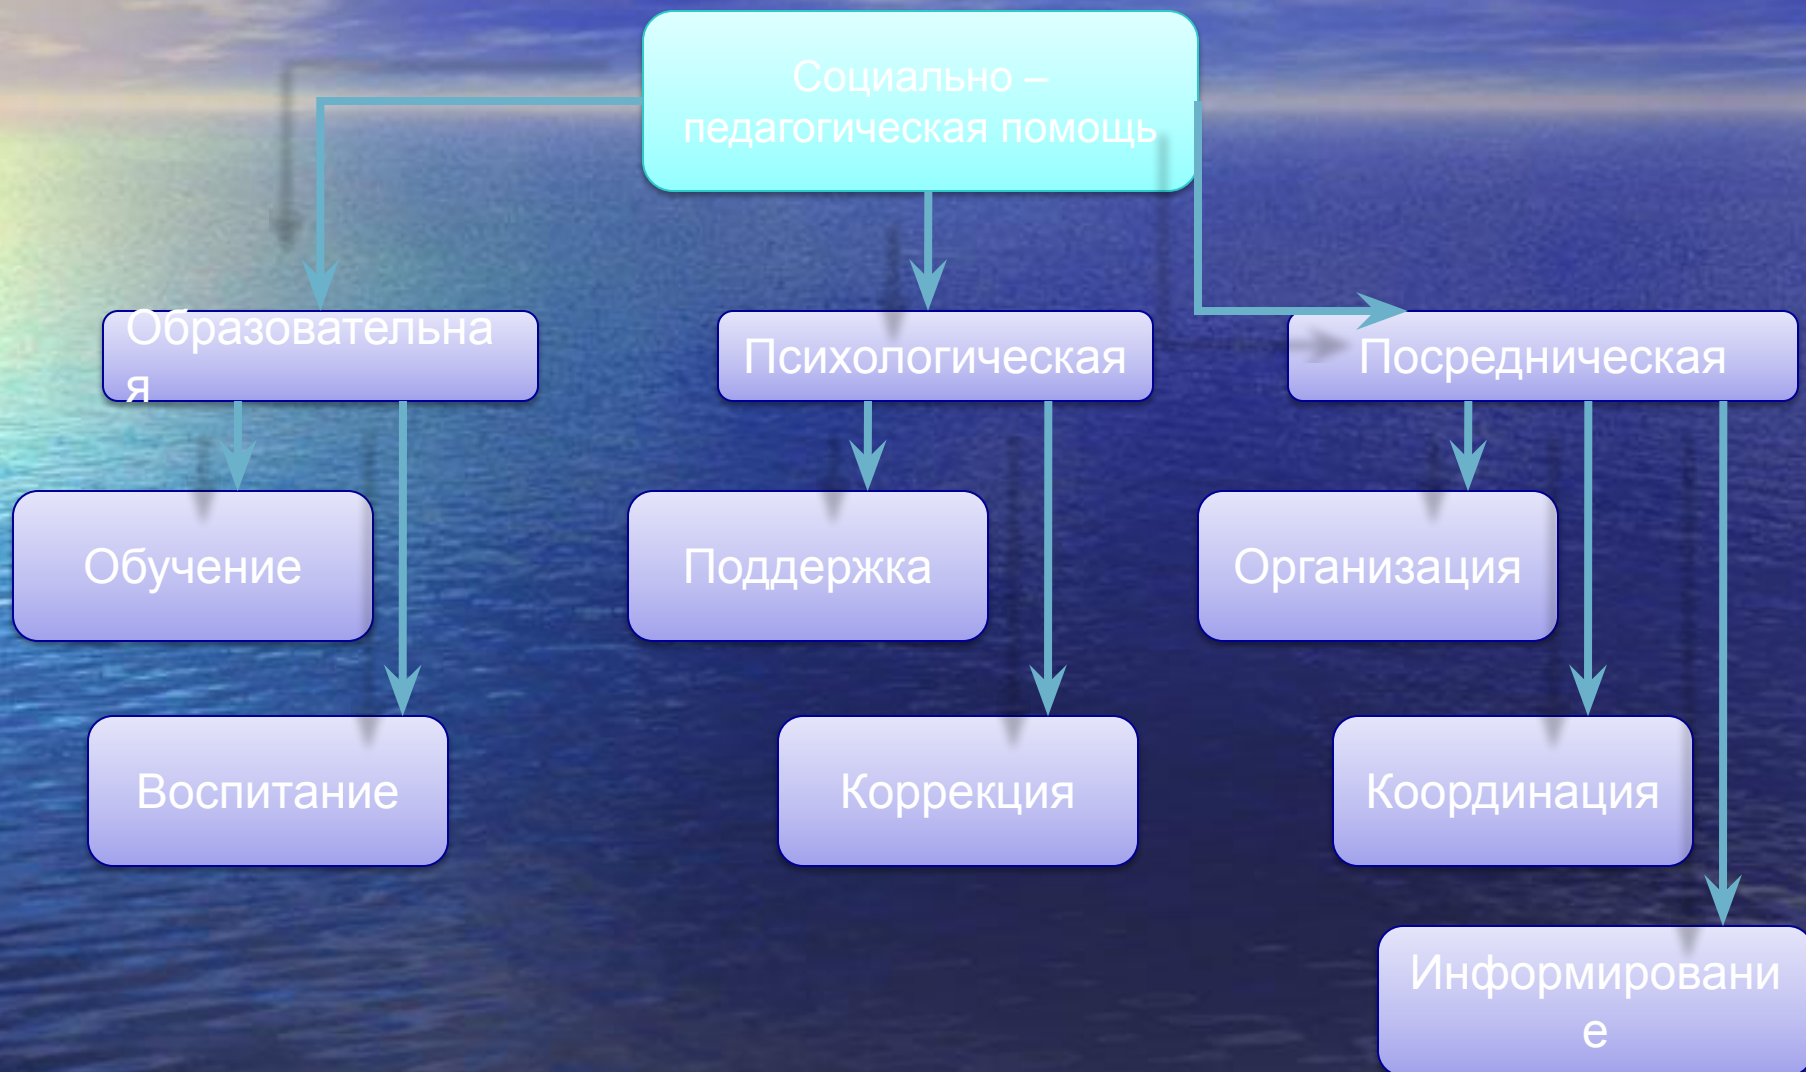 Социально –
педагогическая помощь
Образовательна
я
Психологическая
Посредническая
Обучение
Поддержка
Организация
Воспитание
Коррекция
Координация
Информировани
е